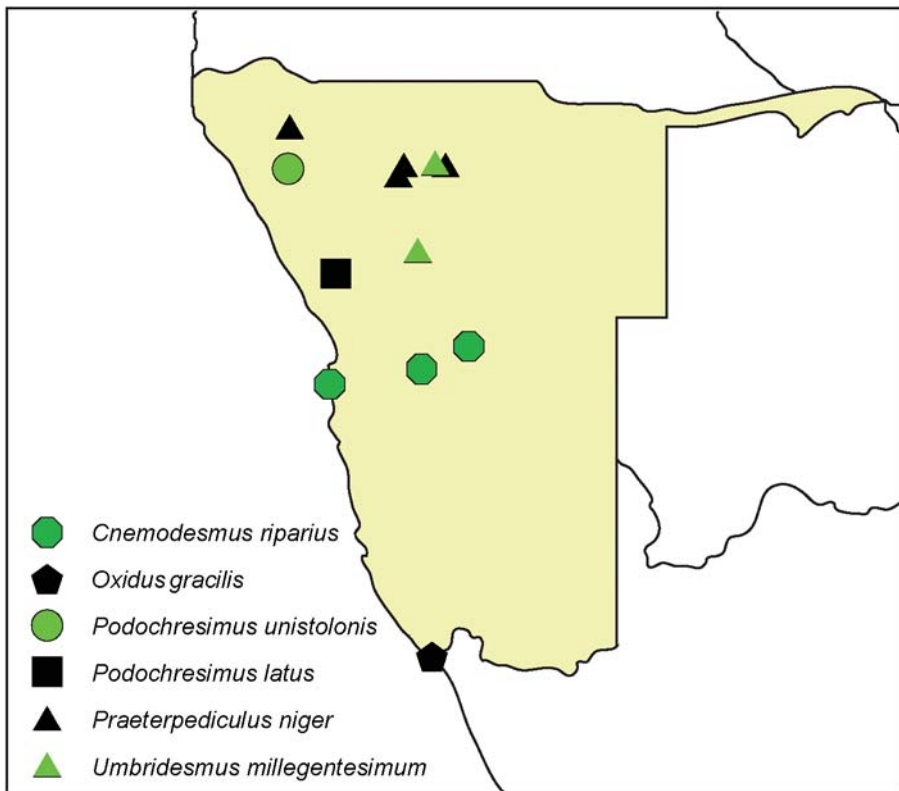 Cnemodesmus riparius
Oxidus gracilis
Podochresimus unistolonis
Podochresimus latus
Praeterpediculus niger
Umbridesmus millegentesimum